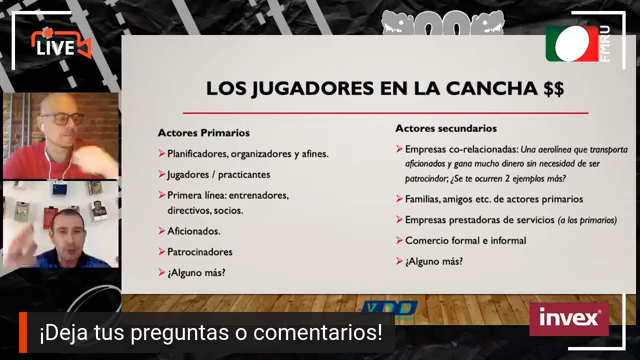 LIVE
FMRU
LOS JUGADORES EN LA CANCHA $$
Actores Primarios
Planificadores, organizadores y afines.
Jugadores / practicantes
Primera línea: entrenadores,
directivos, socios.
Aficionados.
Patrocinadores
¿Alguno más?
Actores secundarios
Empresas co-relacionadas: Una aerolínea que transporta
aficionados y gana mucho dinero sin necesidad de ser
patrocindor; ¿Se te ocurren 2 ejemplos más?
Familias, amigos etc. de actores primarios
Empresas prestadoras de servicios (a los primarios)
Comercio formal e informal
¿Alguno más?
invex
¡Deja tus preguntas o comentarios!